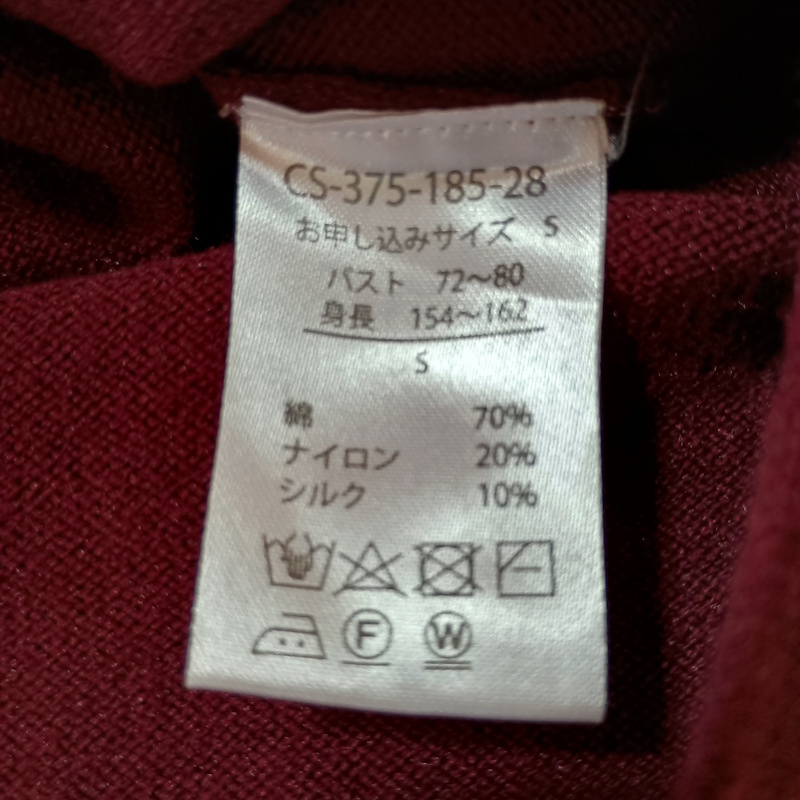 CS-375-185-28
お申し込みサイズ S
バスト 72～80
身長 154～162
S
綿 70%
ナイロン 20%
シルク 10%
F W